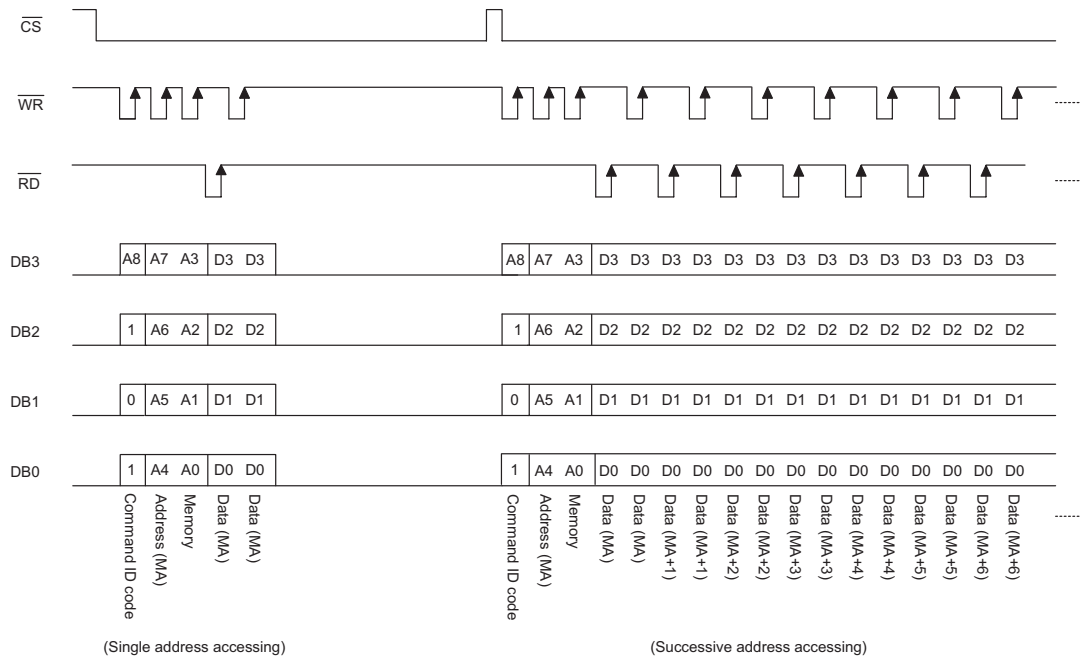 CS
WR
RD
DB3 A8 A7 A3 D3 D3 A8 A7 A3 D3 D3 D3 D3 D3 D3 D3 D3 D3 D3 D3 D3 D3 D3
DB2 1 A6 A2 D2 D2 1 A6 A2 D2 D2 D2 D2 D2 D2 D2 D2 D2 D2 D2 D2 D2 D2
DB1 0 A5 A1 D1 D1 0 A5 A1 D1 D1 D1 D1 D1 D1 D1 D1 D1 D1 D1 D1 D1 D1
DB0 1 A4 A0 D0 D0 1 A4 A0 D0 D0 D0 D0 D0 D0 D0 D0 D0 D0 D0 D0 D0 D0
Command ID code
Address (MA)
Memory
Data (MA)
Data (MA)
Command ID code
Address (MA)
Memory
Data (MA)
Data (MA)
Data (MA+1)
Data (MA+1)
Data (MA+2)
Data (MA+2)
Data (MA+3)
Data (MA+3)
Data (MA+4)
Data (MA+4)
Data (MA+5)
Data (MA+5)
Data (MA+6)
Data (MA+6)
(Single address accessing)
(Successive address accessing)